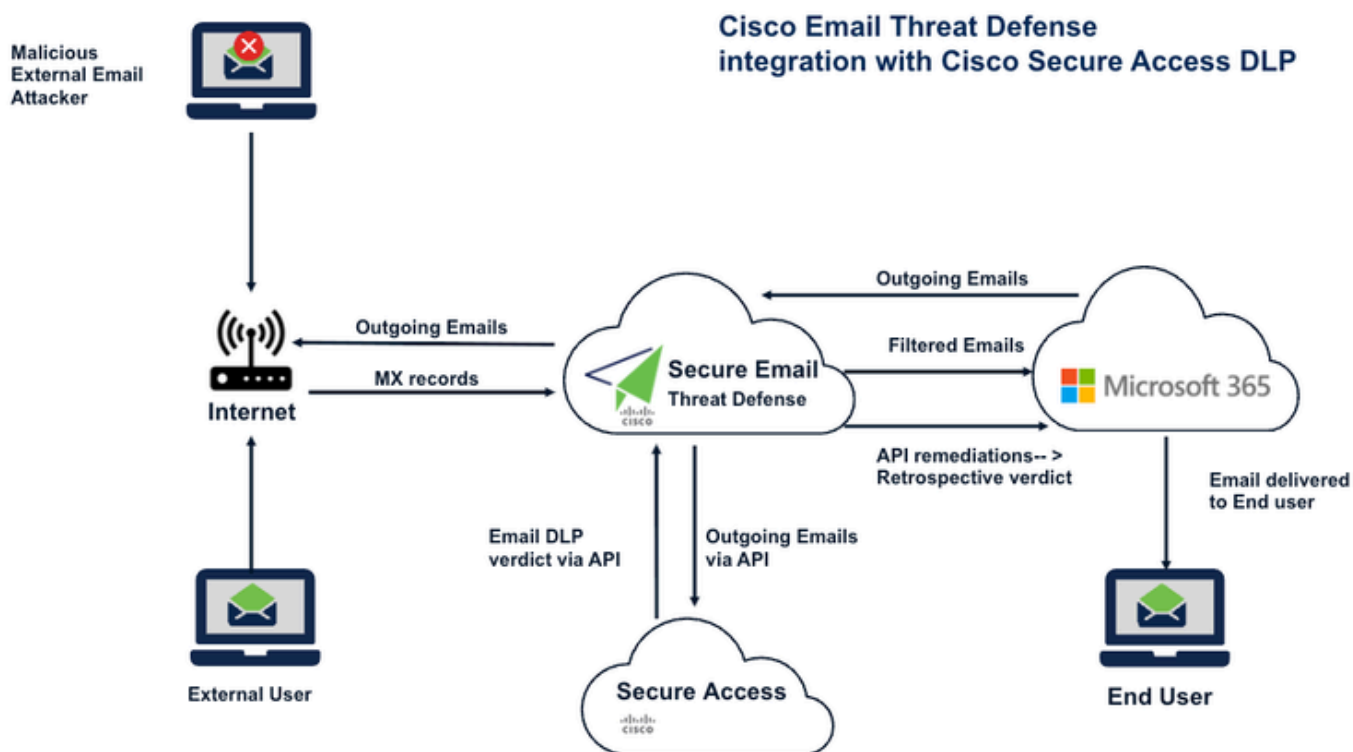 Cisco Email Threat Defense
integration with Cisco Secure Access DLP
Malicious
External Email
Attacker
Outgoing Emails
Outgoing Emails
Filtered Emails
MX records
Internet
Secure Email
Threat Defense
cisco
Microsoft 365
API remediations-- >
Retrospective verdict
Email delivered
to End user
Email DLP
verdict via API
Outgoing Emails
via API
External User
Secure Access
cisco
End User